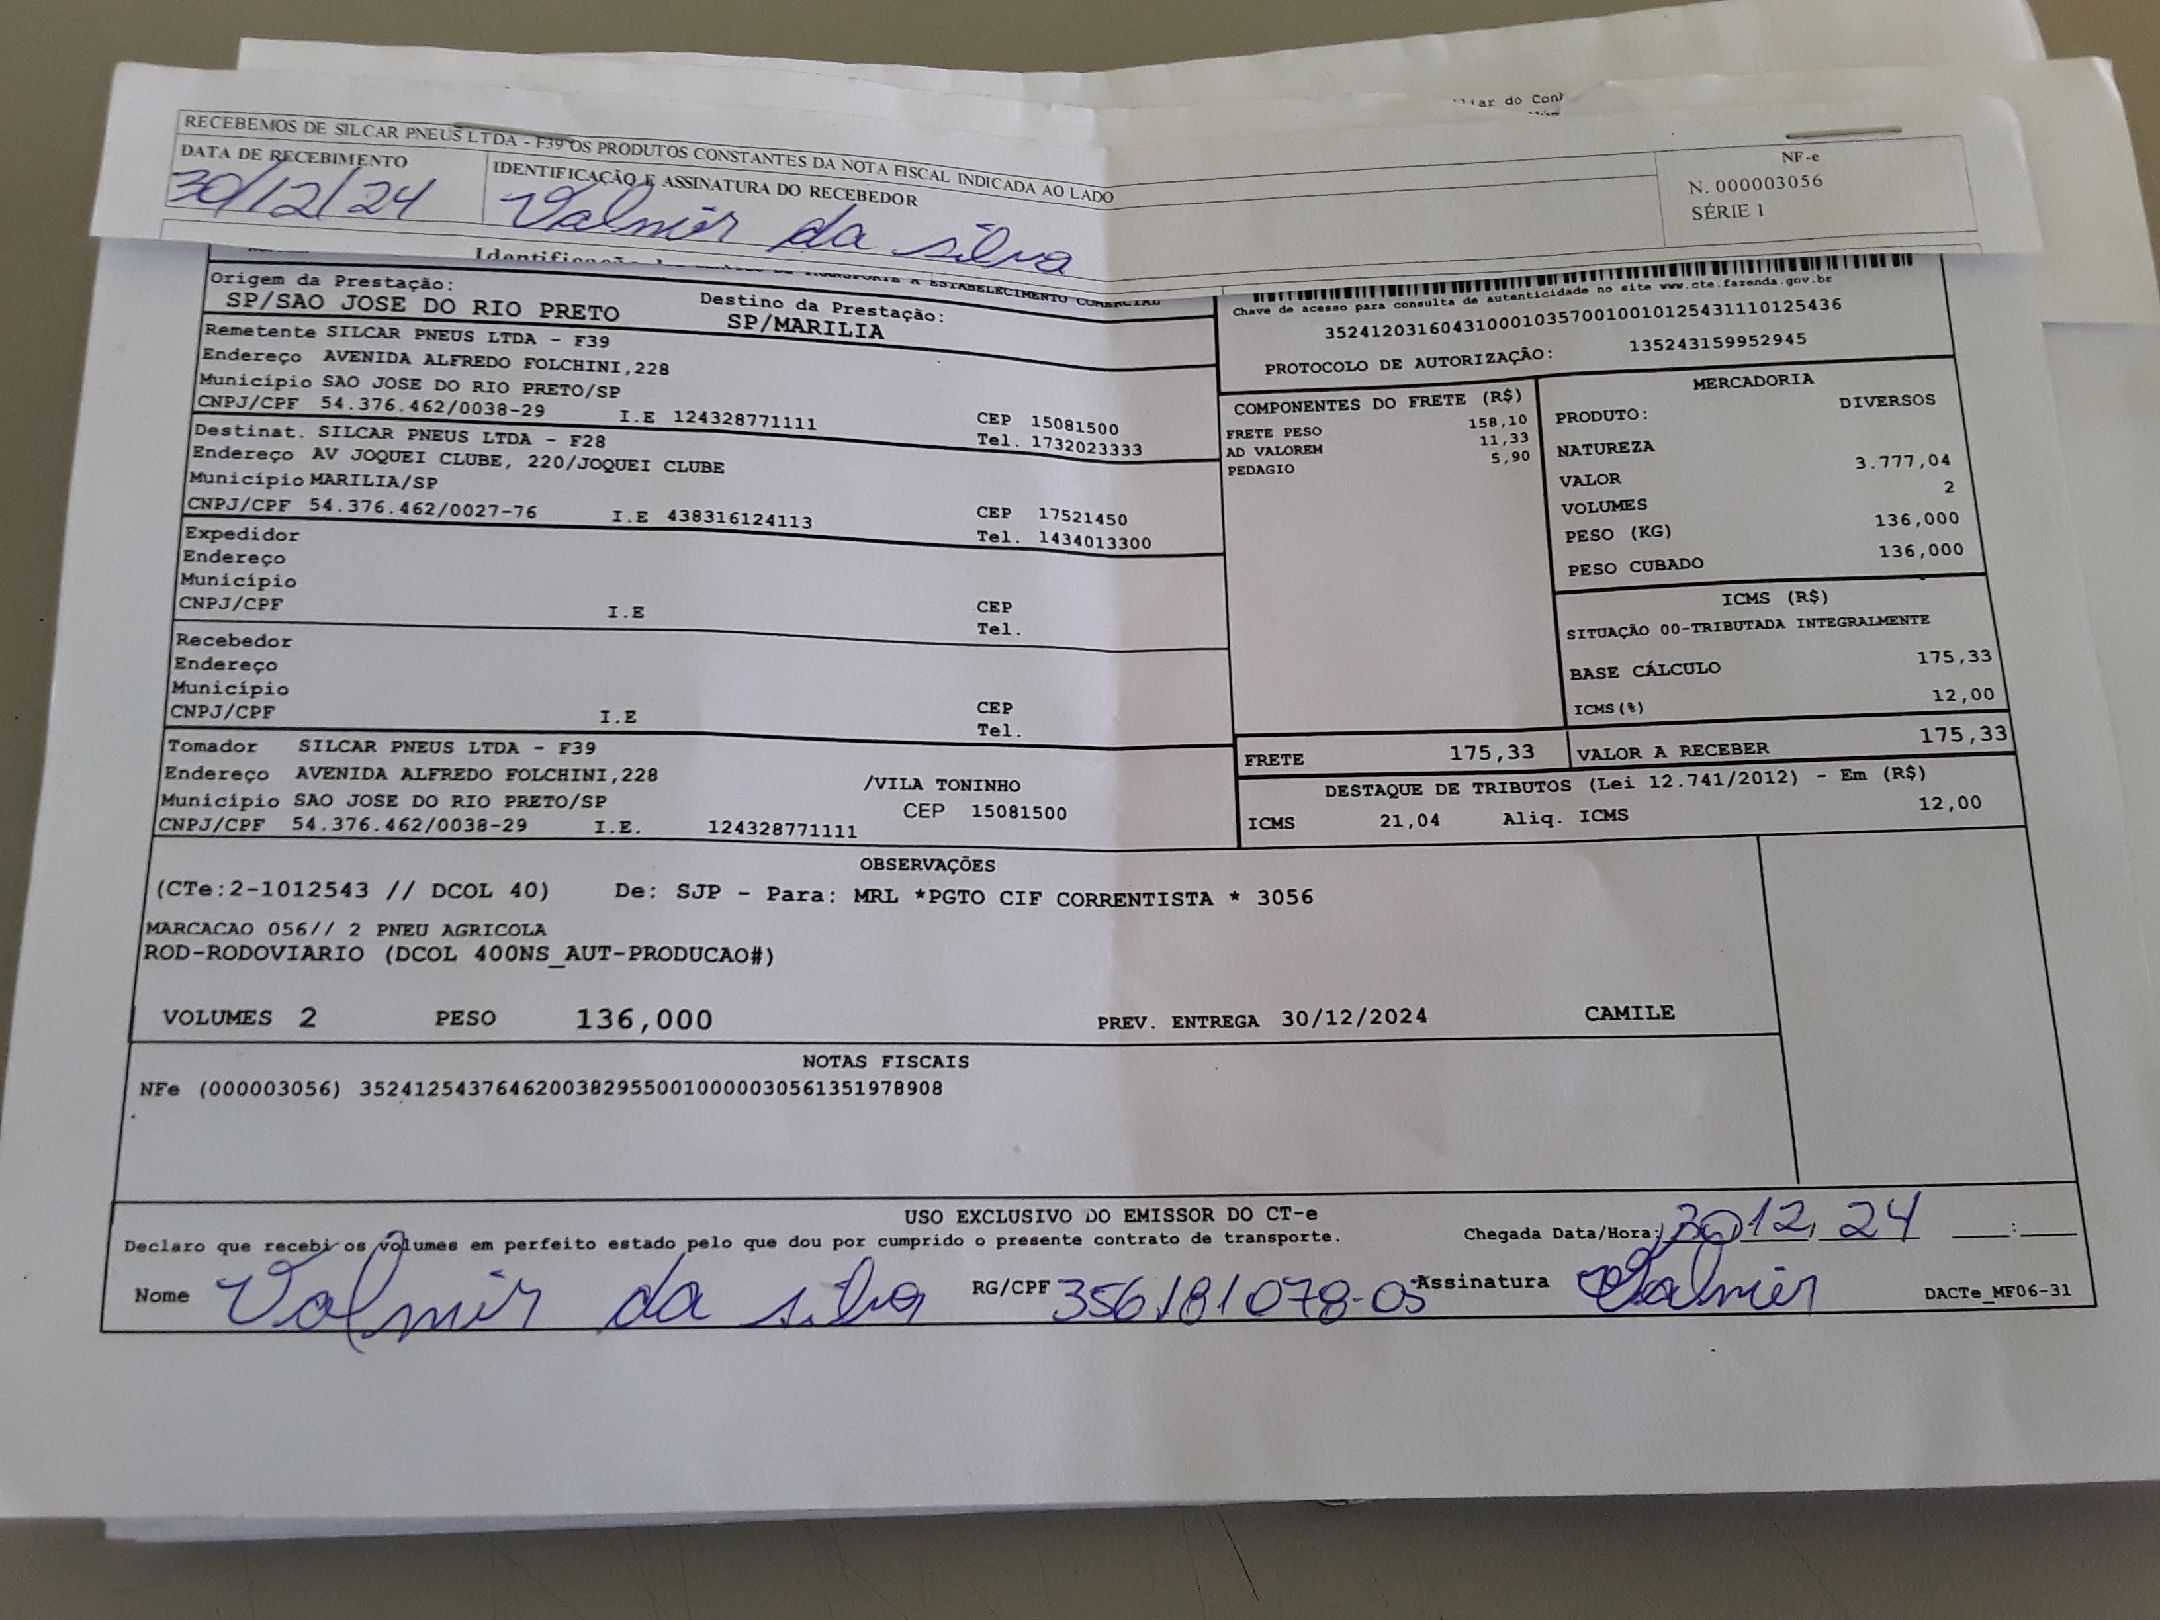 RECEBEMOS DE SILCAR PNEUS LTDA - F39 OS PRODUTOS CONSTANTES DA NOTA FISCAL INDICADA AO LADO
DATA DE RECEBIMENTO
30/12/24
IDENTIFICAÇÃO E ASSINATURA DO RECEBEDOR
Valmir da silva
NF-e
N. 000003056
SÉRIE 1
Origem da Prestação:
SP/SAO JOSE DO RIO PRETO
Destino da Prestação:
SP/MARILIA
Remetente SILCAR PNEUS LTDA - F39
Endereço AVENIDA ALFREDO FOLCHINI,228
Município SAO JOSE DO RIO PRETO/SP
CNPJ/CPF 54.376.462/0038-29 I.E 124328771111
CEP 15081500
Tel. 1732023333
Destinat. SILCAR PNEUS LTDA - F28
Endereço AV JOQUEI CLUBE, 220/JOQUEI CLUBE
Município MARILIA/SP
CNPJ/CPF 54.376.462/0027-76 I.E 438316124113
CEP 17521450
Tel. 1434013300
Expedidor
Endereço
Município
CNPJ/CPF I.E
CEP
Tel.
Recebedor
Endereço
Município
CNPJ/CPF I.E
CEP
Tel.
Tomador SILCAR PNEUS LTDA - F39
Endereço AVENIDA ALFREDO FOLCHINI,228 /VILA TONINHO
Município SAO JOSE DO RIO PRETO/SP CEP 15081500
CNPJ/CPF 54.376.462/0038-29 I.E. 124328771111
Chave de acesso para consulta de autenticidade no site www.cte.fazenda.gov.br
35241203160431000103570010010125431110125436
PROTOCOLO DE AUTORIZAÇÃO: 135243159952945
COMPONENTES DO FRETE (R$)
FRETE PESO 158,10
AD VALOREM 11,33
PEDAGIO 5,90
MERCADORIA
PRODUTO: DIVERSOS
NATUREZA
VALOR 3.777,04
VOLUMES 2
PESO (KG) 136,000
PESO CUBADO 136,000
ICMS (R$)
SITUAÇÃO 00-TRIBUTADA INTEGRALMENTE
BASE CÁLCULO 175,33
ICMS(%) 12,00
FRETE 175,33 VALOR A RECEBER 175,33
DESTAQUE DE TRIBUTOS (Lei 12.741/2012) - Em (R$)
ICMS 21,04 Aliq. ICMS 12,00
OBSERVAÇÕES
(CTe:2-1012543 // DCOL 40) De: SJP - Para: MRL *PGTO CIF CORRENTISTA * 3056
MARCACAO 056// 2 PNEU AGRICOLA
ROD-RODOVIARIO (DCOL 400NS_AUT-PRODUCAO#)
VOLUMES 2 PESO 136,000 PREV. ENTREGA 30/12/2024 CAMILE
NOTAS FISCAIS
NFe (000003056) 35241254376462003829550010000030561351978908
USO EXCLUSIVO DO EMISSOR DO CT-e
Declaro que recebi os volumes em perfeito estado pelo que dou por cumprido o presente contrato de transporte.
Chegada Data/Hora: 30 12, 24 :
Nome Valmir da silva RG/CPF 356181078-05 Assinatura Valmir
DACTe_MF06-31